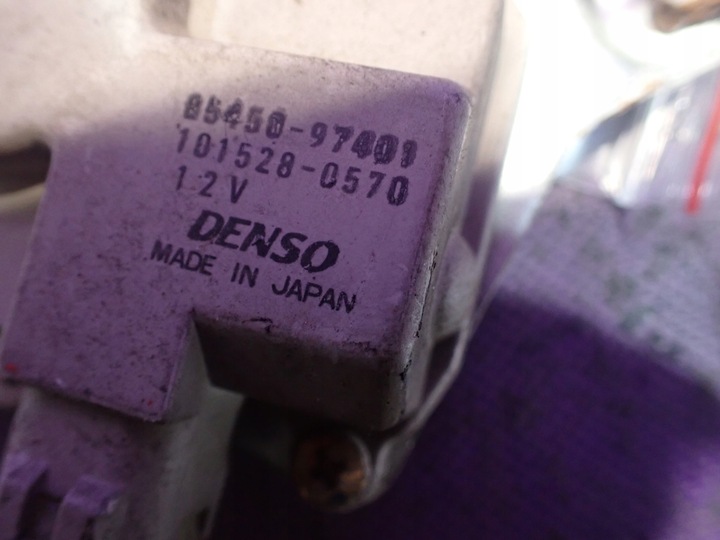 85450-97401
101528-0570
12V
DENSO
MADE IN JAPAN